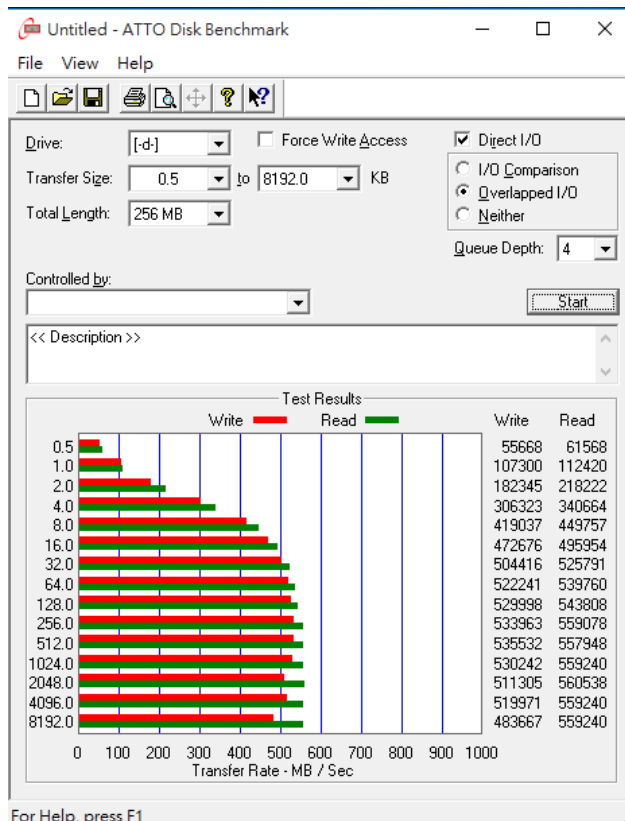 Untitled - ATTO Disk Benchmark
File View Help
Drive: [-d-] Force Write Access Direct I/O
Transfer Size: 0.5 to 8192.0 KB I/O Comparison
Overlapped I/O
Total Length: 256 MB Neither
Queue Depth: 4
Controlled by:
Start
<< Description >>
Test Results
Write Read Write Read
0.5 55668 61568
1.0 107300 112420
2.0 182345 218222
4.0 306323 340664
8.0 419037 449757
16.0 472676 495954
32.0 504416 525791
64.0 522241 539760
128.0 529998 543808
256.0 533963 559078
512.0 535532 557948
1024.0 530242 559240
2048.0 511305 560538
4096.0 519971 559240
8192.0 483667 559240
0 100 200 300 400 500 600 700 800 900 1000
Transfer Rate - MB / Sec
For Help, press F1